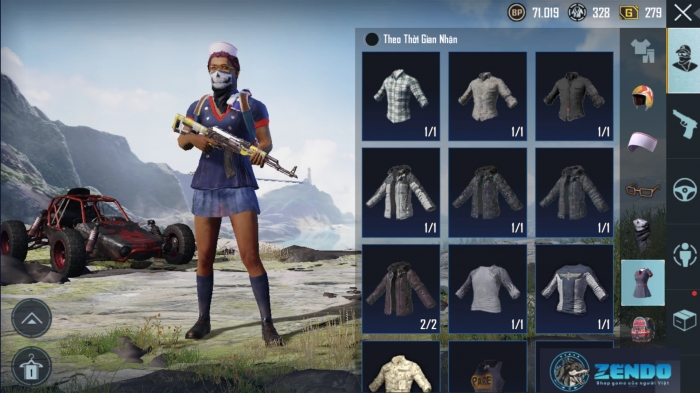 BP 71.019 328 G 279
Theo Thời Gian Nhận
1/1 1/1 1/1
1/1 1/1 1/1
2/2 1/1 1/1
ZENDO
Shop game của người Việt